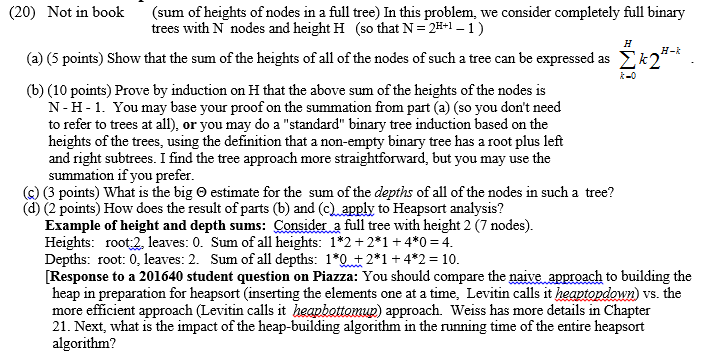 (20) Not in book (sum of heights of nodes in a full tree) In this problem, we consider completely full binary
trees with N nodes and height H (so that N = 2^{H+1} – 1 )
(a) (5 points) Show that the sum of the heights of all of the nodes of such a tree can be expressed as \sum_{k=0}^{H} k2^{H-k} .
(b) (10 points) Prove by induction on H that the above sum of the heights of the nodes is
N - H - 1. You may base your proof on the summation from part (a) (so you don't need
to refer to trees at all), or you may do a "standard" binary tree induction based on the
heights of the trees, using the definition that a non-empty binary tree has a root plus left
and right subtrees. I find the tree approach more straightforward, but you may use the
summation if you prefer.
(c) (3 points) What is the big Θ estimate for the sum of the depths of all of the nodes in such a tree?
(d) (2 points) How does the result of parts (b) and (c) apply to Heapsort analysis?
Example of height and depth sums: Consider a full tree with height 2 (7 nodes).
Heights: root:2, leaves: 0. Sum of all heights: 1*2 + 2*1 + 4*0 = 4.
Depths: root: 0, leaves: 2. Sum of all depths: 1*0 + 2*1 + 4*2 = 10.
[Response to a 201640 student question on Piazza: You should compare the naive approach to building the
heap in preparation for heapsort (inserting the elements one at a time, Levitin calls it heaptopdown) vs. the
more efficient approach (Levitin calls it heapbottomup) approach. Weiss has more details in Chapter
21. Next, what is the impact of the heap-building algorithm in the running time of the entire heapsort
algorithm?